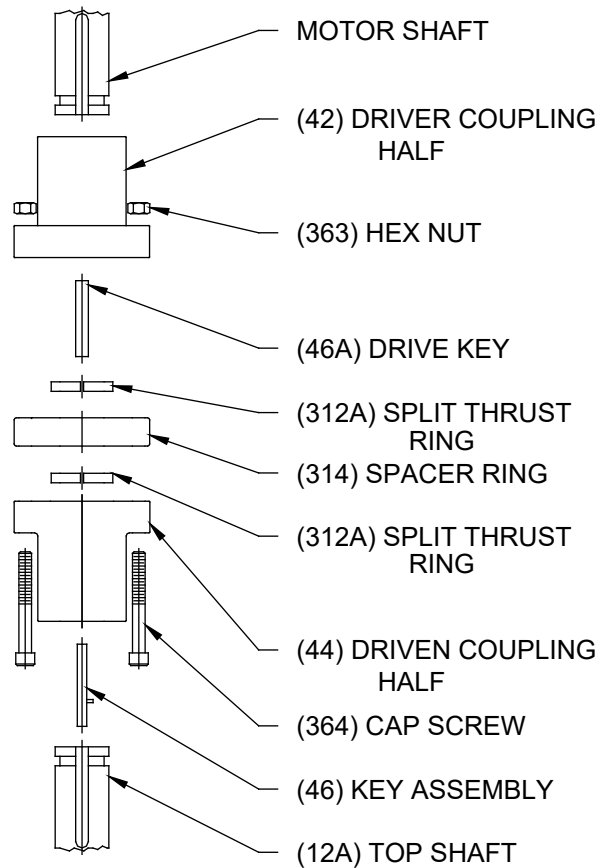 MOTOR SHAFT
(42) DRIVER COUPLING
HALF
(363) HEX NUT
(46A) DRIVE KEY
(312A) SPLIT THRUST
RING
(314) SPACER RING
(312A) SPLIT THRUST
RING
(44) DRIVEN COUPLING
HALF
(364) CAP SCREW
(46) KEY ASSEMBLY
(12A) TOP SHAFT